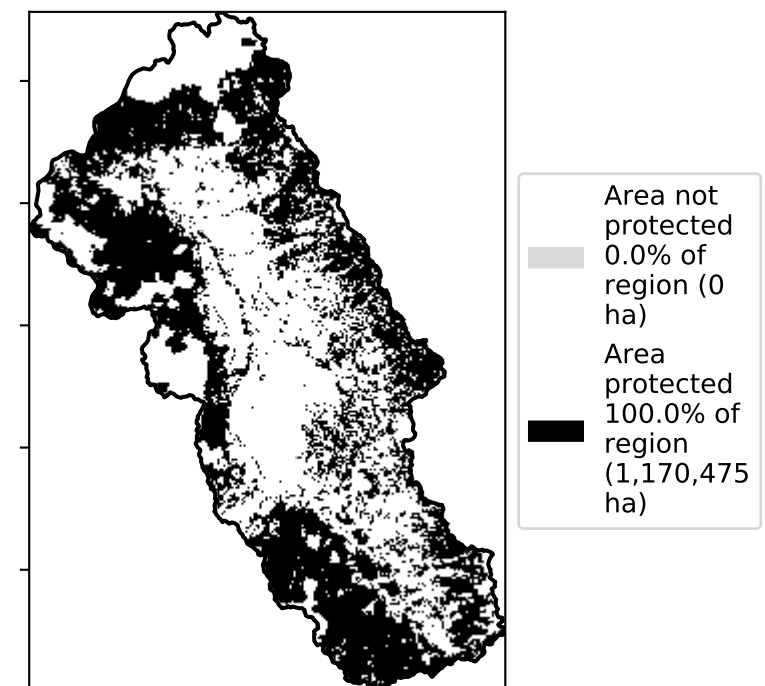 Area not
protected
0.0% of
region (0
ha)
Area
protected
100.0% of
region
(1,170,475
ha)